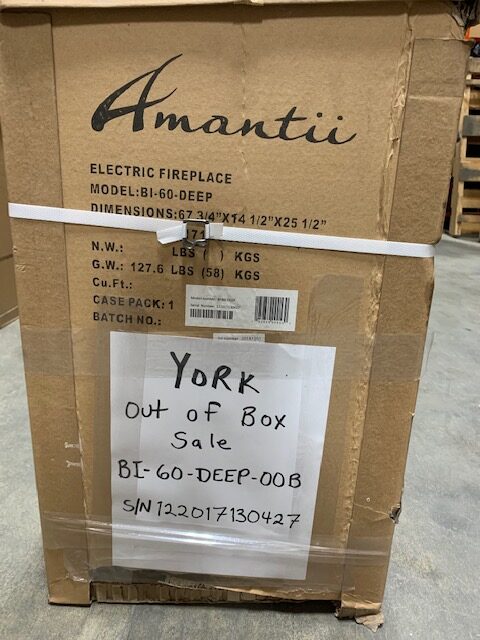 Amantii
ELECTRIC FIREPLACE
MODEL:BI-60-DEEP
DIMENSIONS:67 3/4"X14 1/2"X25 1/2"
71
N.W.: LBS ( ) KGS
G.W.: 127.6 LBS (58) KGS
Cu.Ft.:
CASE PACK: 1
BATCH NO.:
YORK
Out of Box
Sale
BI-60-DEEP-OOB
S/N 122017130427